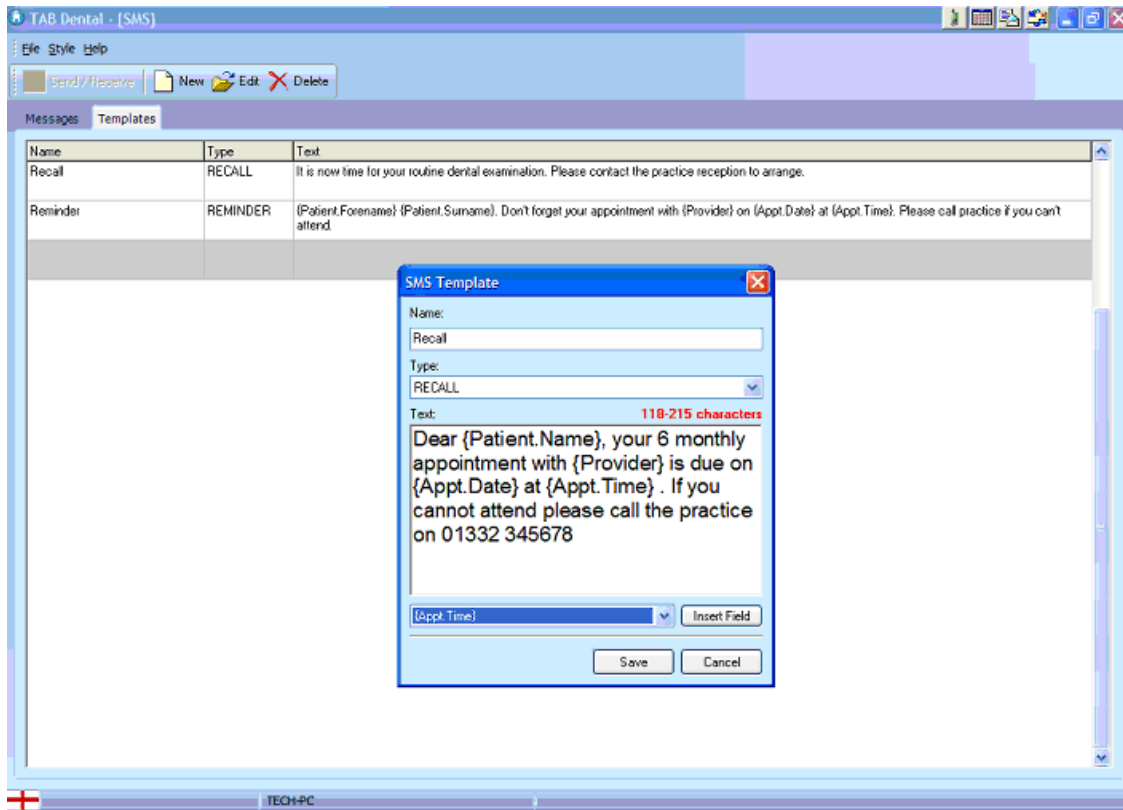 TAB Dental - [SMS]
File Style Help
Send / Receive New Edit Delete
Messages Templates
Name Type Text
Recall RECALL It is now time for your routine dental examination. Please contact the practice reception to arrange.
Reminder REMINDER {Patient.Forename} {Patient.Surname}. Don't forget your appointment with {Provider} on {Appt.Date} at {Appt.Time}. Please call practice if you can't
attend.
SMS Template
Name:
Recall
Type:
RECALL
Text: 118-215 characters
Dear {Patient.Name}, your 6 monthly
appointment with {Provider} is due on
{Appt.Date} at {Appt.Time} . If you
cannot attend please call the practice
on 01332 345678
{Appt.Time} Insert Field
Save Cancel
TECH-PC